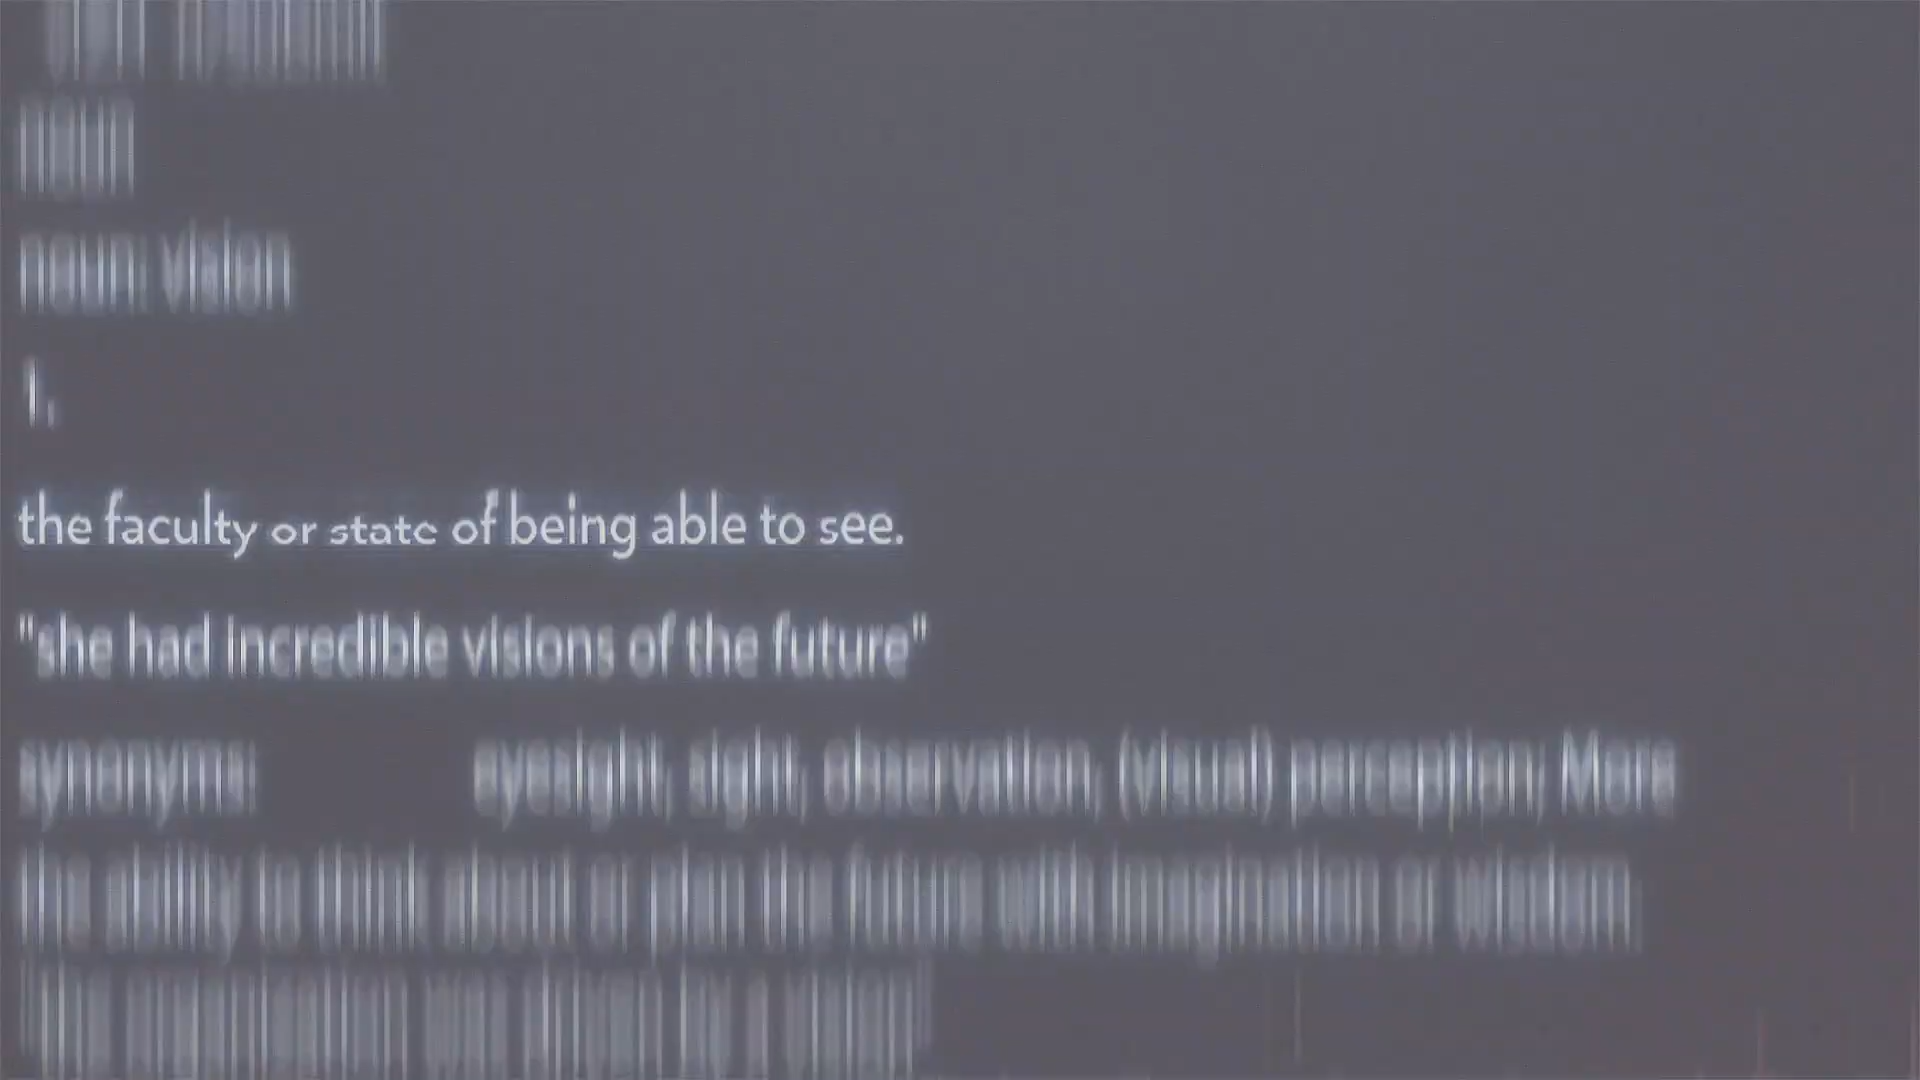 noun
noun: vision
1.
the faculty or state of being able to see.
"she had incredible visions of the future"
synonyms: eyesight, sight, observation, (visual) perception; More
the ability to think about or plan the future with imagination or wisdom.